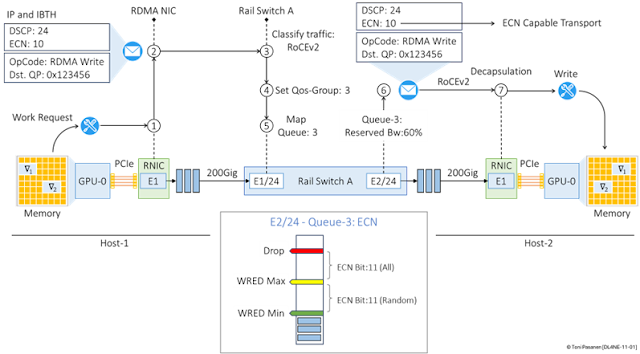 IP and IBTH
DSCP: 24
ECN: 10
OpCode: RDMA Write
Dst. QP: 0x123456
RDMA NIC
Rail Switch A
Classify traffic:
RoCEv2
Set Qos-Group: 3
Map
Queue: 3
DSCP: 24
ECN: 10
ECN Capable Transport
OpCode: RDMA Write
Dst. QP: 0x123456
RoCEv2
Decapsulation
Write
Queue-3:
Reserved Bw:60%
Work Request
1
2
3
4
5
6
7
∇1
∇2
Memory
GPU-0
PCIe
RNIC
E1
200Gig
E1/24
Rail Switch A
E2/24
200Gig
RNIC
E1
PCIe
GPU-0
∇1
∇2
Memory
Host-1
Host-2
E2/24 - Queue-3: ECN
Drop
ECN Bit:11 (All)
WRED Max
ECN Bit:11 (Random)
WRED Min
© Toni Pasanen [DL4NE-11-01]